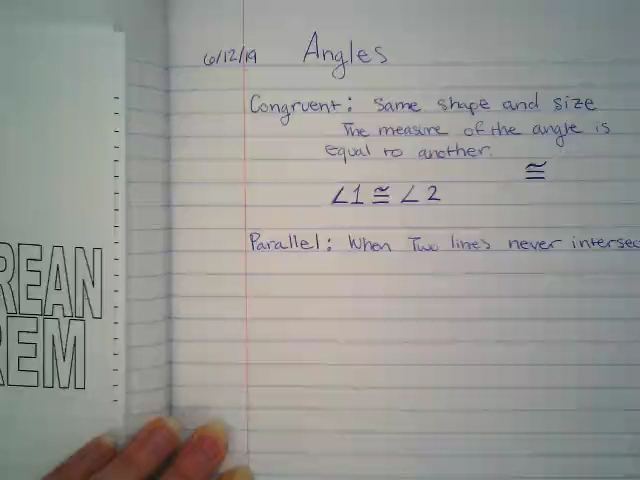 6/12/19 Angles
Congruent: Same shape and size
The measure of the angle is
equal to another.
≅
∠1 ≅ ∠2
Parallel: When Two lines never intersec
REAN
REM